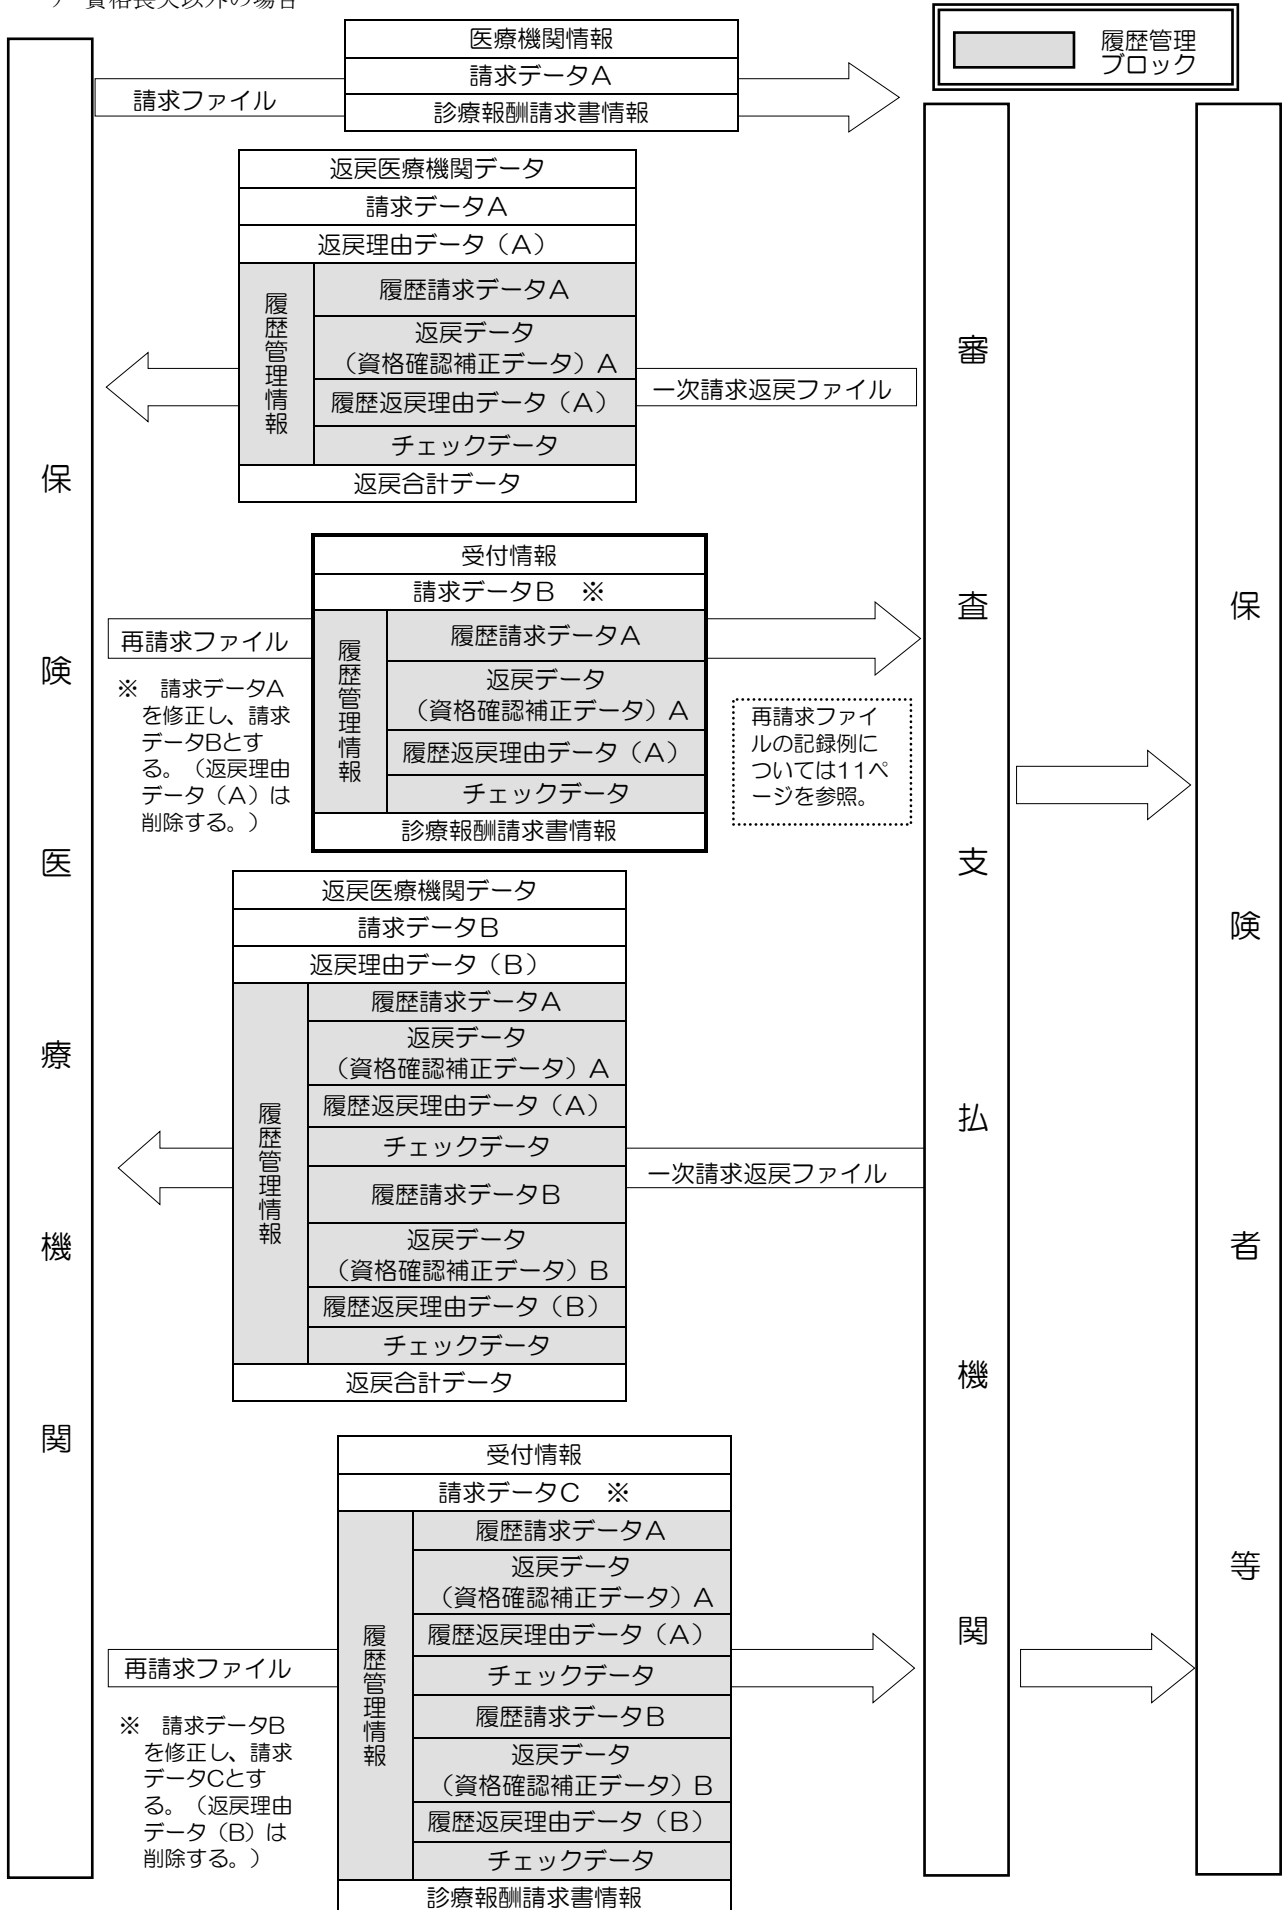 資格喪失以外の場合
履歴管理
ブロック
医療機関情報
請求データA
診療報酬請求書情報
請求ファイル
返戻医療機関データ
請求データA
返戻理由データ（A）
履歴管理情報
履歴請求データA
返戻データ
（資格確認補正データ）A
履歴返戻理由データ（A）
チェックデータ
返戻合計データ
一次請求返戻ファイル
保険医療機関
審査支払機関
保険者等
受付情報
請求データB　※
履歴管理情報
履歴請求データA
返戻データ
（資格確認補正データ）A
履歴返戻理由データ（A）
チェックデータ
診療報酬請求書情報
再請求ファイル
※　請求データA
を修正し、請求
データBとす
る。（返戻理由
データ（A）は
削除する。）
再請求ファイ
ルの記録例に
ついては11ペ
ージを参照。
返戻医療機関データ
請求データB
返戻理由データ（B）
履歴管理情報
履歴請求データA
返戻データ
（資格確認補正データ）A
履歴返戻理由データ（A）
チェックデータ
履歴請求データB
返戻データ
（資格確認補正データ）B
履歴返戻理由データ（B）
チェックデータ
返戻合計データ
一次請求返戻ファイル
受付情報
請求データC　※
履歴管理情報
履歴請求データA
返戻データ
（資格確認補正データ）A
履歴返戻理由データ（A）
チェックデータ
履歴請求データB
返戻データ
（資格確認補正データ）B
履歴返戻理由データ（B）
チェックデータ
診療報酬請求書情報
再請求ファイル
※　請求データB
を修正し、請求
データCとす
る。（返戻理由
データ（B）は
削除する。）